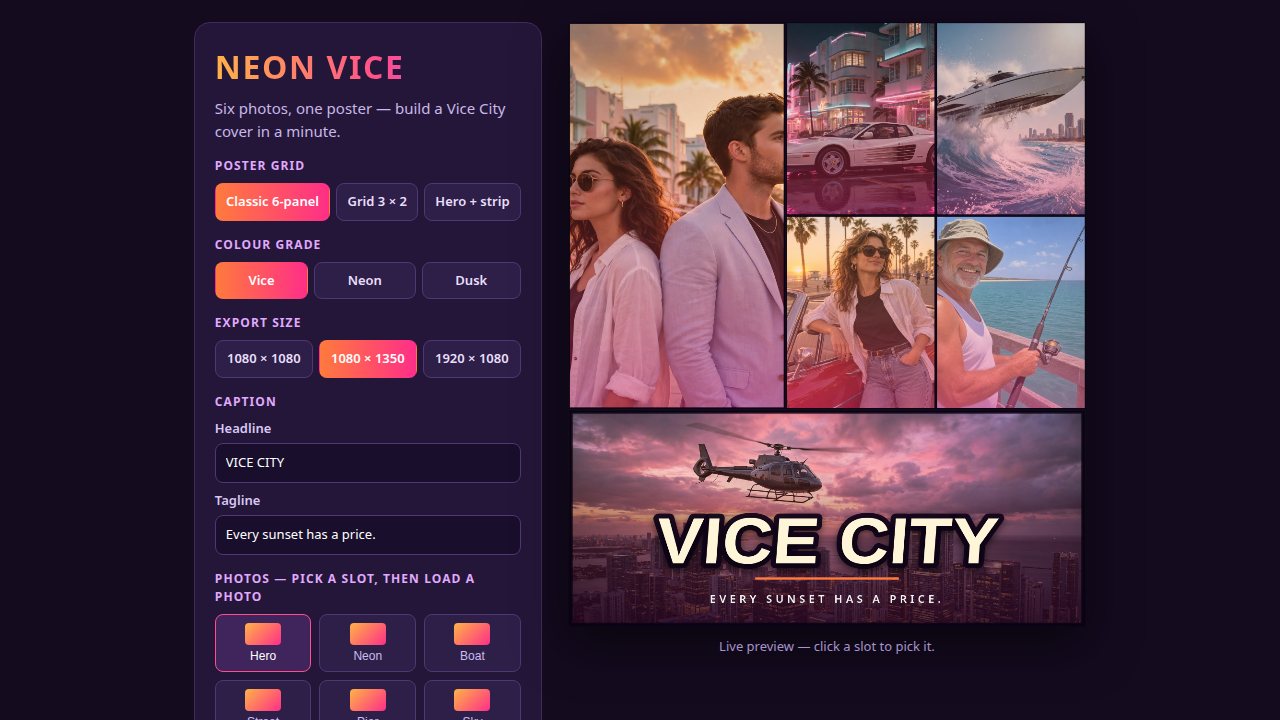 NEON VICE
Six photos, one poster — build a Vice City
cover in a minute.
POSTER GRID
Classic 6-panel
Grid 3 × 2
Hero + strip
COLOUR GRADE
Vice
Neon
Dusk
EXPORT SIZE
1080 × 1080
1080 × 1350
1920 × 1080
CAPTION
Headline
VICE CITY
Tagline
Every sunset has a price.
PHOTOS — PICK A SLOT, THEN LOAD A
PHOTO
Hero
Neon
Boat
VICE CITY
EVERY SUNSET HAS A PRICE.
Live preview — click a slot to pick it.